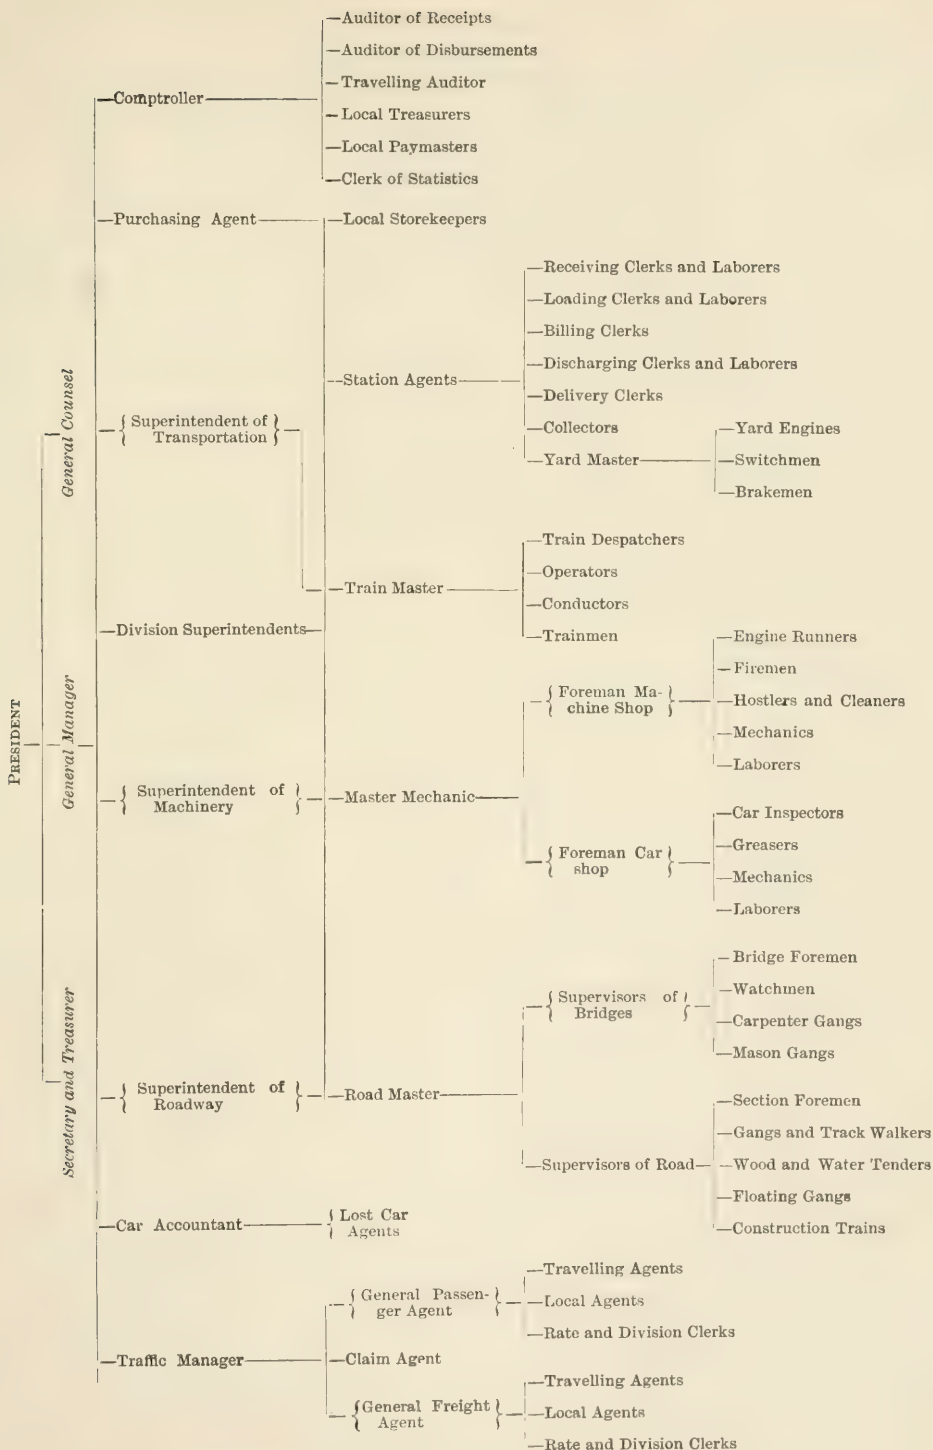 PRESIDENT
General Counsel
General Manager
Secretary and Treasurer
Comptroller
Auditor of Receipts
Auditor of Disbursements
Travelling Auditor
Local Treasurers
Local Paymasters
Clerk of Statistics
Purchasing Agent
Local Storekeepers
Superintendent of
Transportation
Station Agents
Receiving Clerks and Laborers
Loading Clerks and Laborers
Billing Clerks
Discharging Clerks and Laborers
Delivery Clerks
Collectors
Yard Master
Yard Engines
Switchmen
Brakemen
Train Master
Train Despatchers
Operators
Conductors
Trainmen
Division Superintendents
Superintendent of
Machinery
Master Mechanic
Foreman Ma-
chine Shop
Engine Runners
Firemen
Hostlers and Cleaners
Mechanics
Laborers
Foreman Car
shop
Car Inspectors
Greasers
Mechanics
Laborers
Superintendent of
Roadway
Road Master
Supervisors of
Bridges
Bridge Foremen
Watchmen
Carpenter Gangs
Mason Gangs
Supervisors of Road
Section Foremen
Gangs and Track Walkers
Wood and Water Tenders
Floating Gangs
Construction Trains
Car Accountant
Lost Car
Agents
Traffic Manager
General Passen-
ger Agent
Travelling Agents
Local Agents
Rate and Division Clerks
Claim Agent
General Freight
Agent
Travelling Agents
Local Agents
Rate and Division Clerks